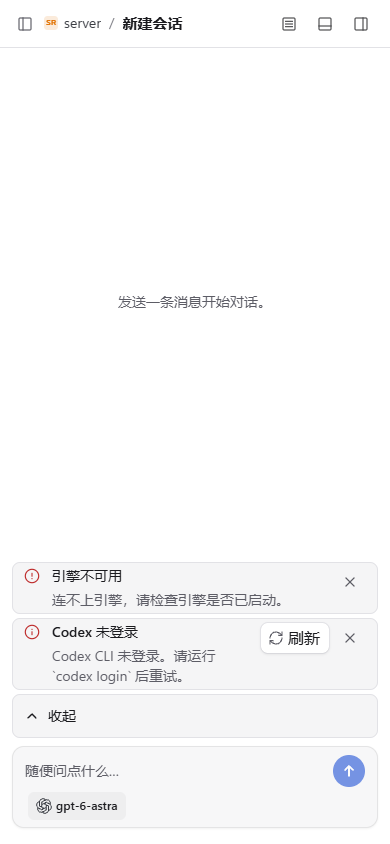 SR server / 新建会话
发送一条消息开始对话。
引擎不可用
连不上引擎，请检查引擎是否已启动。
Codex 未登录
刷新
Codex CLI 未登录。请运行
`codex login` 后重试。
收起
随便问点什么...
gpt-6-astra